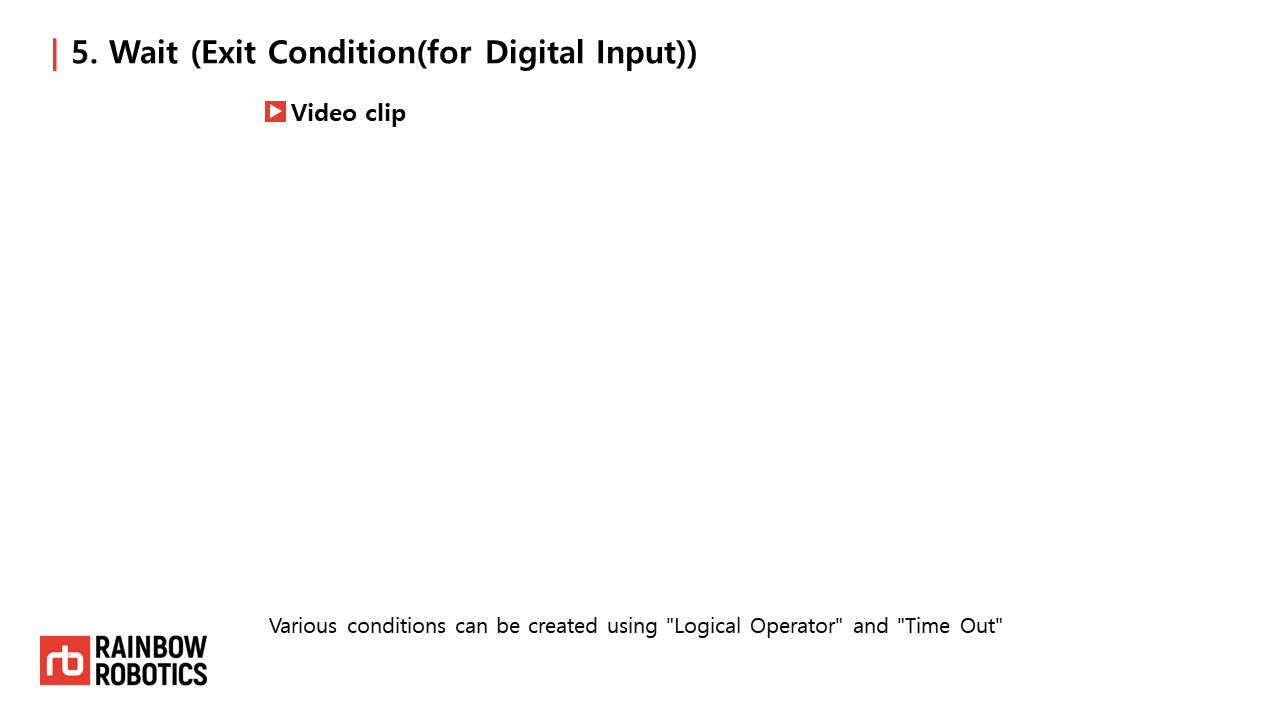 5. Wait (Exit Condition(for Digital Input))
Video clip
Various conditions can be created using "Logical Operator" and "Time Out"
rb RAINBOW
ROBOTICS